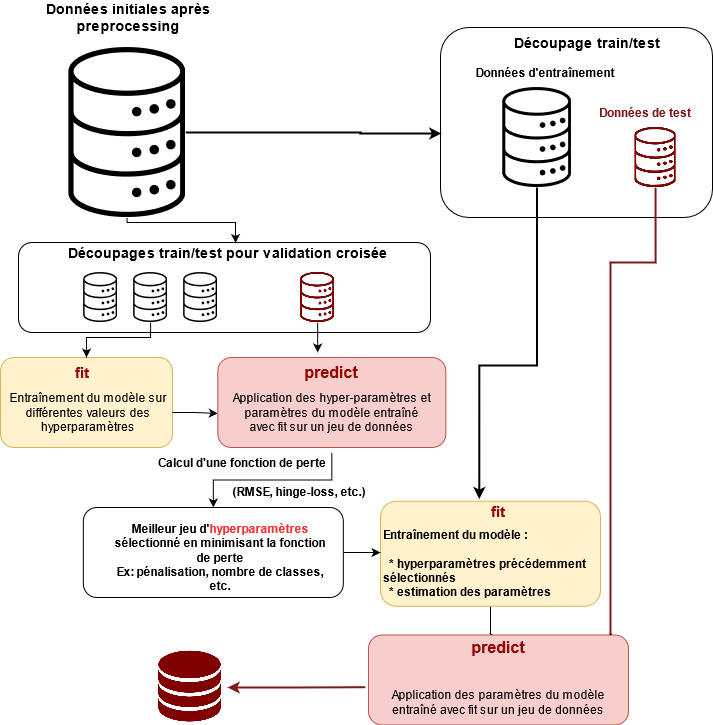 Données initiales après
preprocessing
Découpage train/test
Données d'entraînement
Données de test
Découpages train/test pour validation croisée
fit
Entraînement du modèle sur
différentes valeurs des
hyperparamètres
predict
Application des hyper-paramètres et
paramètres du modèle entraîné
avec fit sur un jeu de données
Calcul d'une fonction de perte
(RMSE, hinge-loss, etc.)
Meilleur jeu d'hyperparamètres
sélectionné en minimisant la fonction
de perte
Ex: pénalisation, nombre de classes,
etc.
fit
Entraînement du modèle :
* hyperparamètres précédemment
sélectionnés
* estimation des paramètres
predict
Application des paramètres du modèle
entraîné avec fit sur un jeu de données